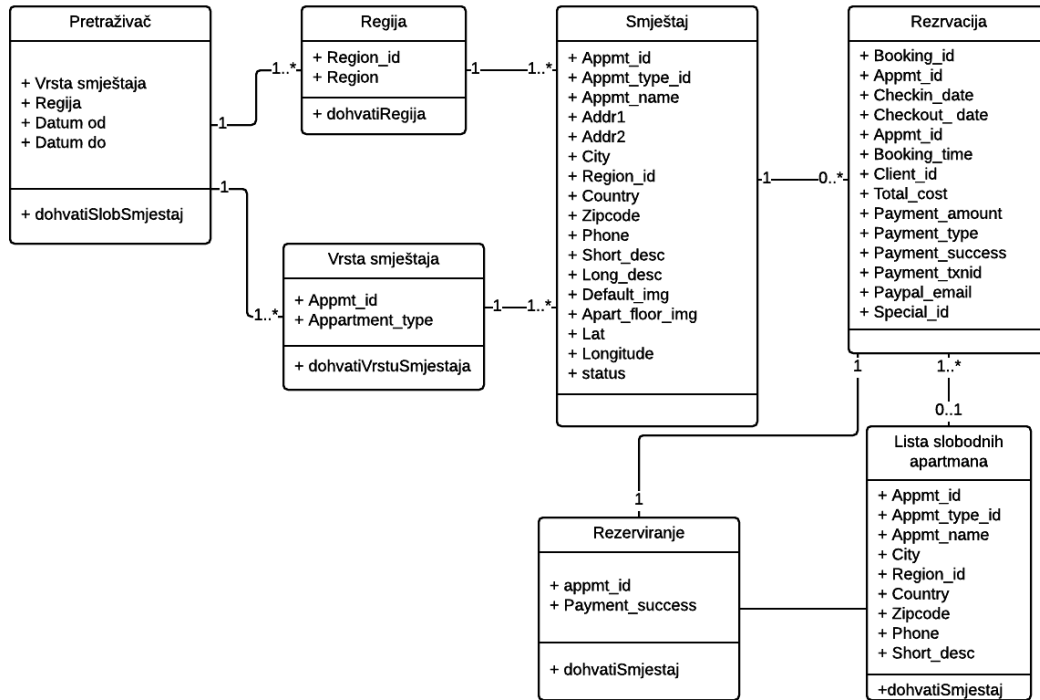 Pretraživač
+ Vrsta smještaja
+ Regija
+ Datum od
+ Datum do
+ dohvatiSlobSmjestaj
1
1..*
1
1..*
Regija
+ Region_id
+ Region
+ dohvatiRegija
1
1..*
Vrsta smještaja
+ Appmt_id
+ Appartment_type
+ dohvatiVrstuSmjestaja
1
1..*
Smještaj
+ Appmt_id
+ Appmt_type_id
+ Appmt_name
+ Addr1
+ Addr2
+ City
+ Region_id
+ Country
+ Zipcode
+ Phone
+ Short_desc
+ Long_desc
+ Default_img
+ Apart_floor_img
+ Lat
+ Longitude
+ status
1
0..*
Rezrvacija
+ Booking_id
+ Appmt_id
+ Checkin_date
+ Checkout_ date
+ Appmt_id
+ Booking_time
+ Client_id
+ Total_cost
+ Payment_amount
+ Payment_type
+ Payment_success
+ Payment_txnid
+ Paypal_email
+ Special_id
1
1..*
0..1
1
Rezerviranje
+ appmt_id
+ Payment_success
+ dohvatiSmjestaj
Lista slobodnih
apartmana
+ Appmt_id
+ Appmt_type_id
+ Appmt_name
+ City
+ Region_id
+ Country
+ Zipcode
+ Phone
+ Short_desc
+dohvatiSmjestaj